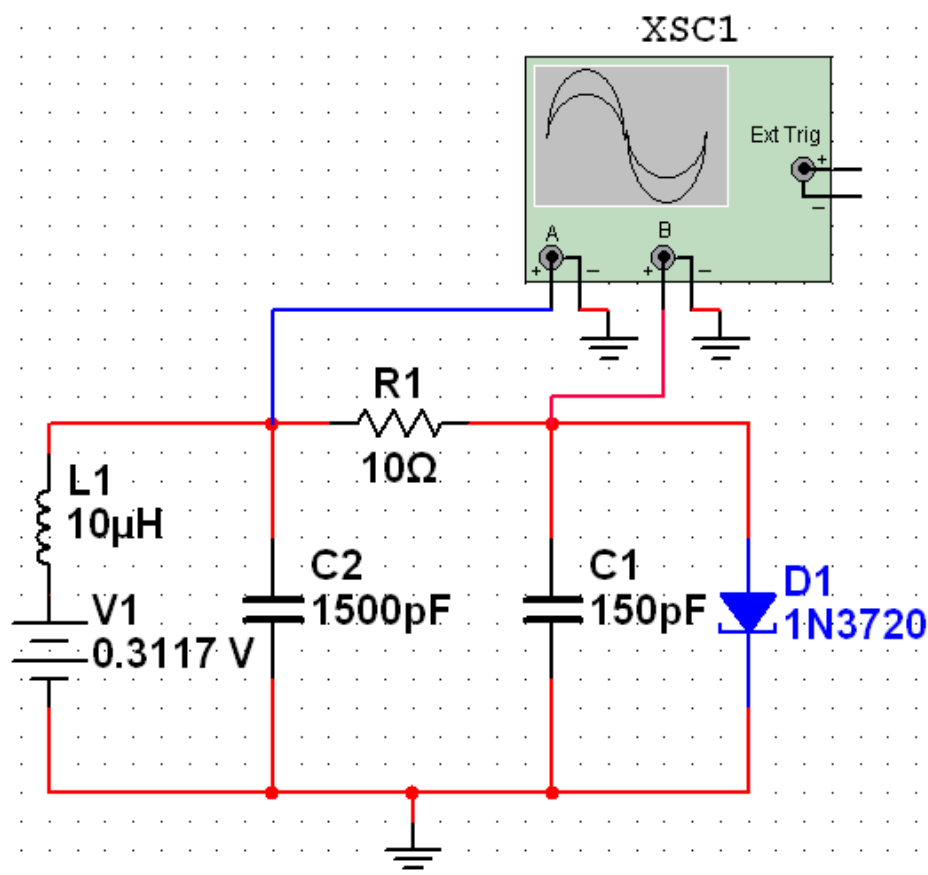 XSC1
Ext Trig
+
−
A
B
+
−
+
−
R1
10Ω
L1
10µH
C2
1500pF
C1
150pF
D1
1N3720
V1
0.3117 V